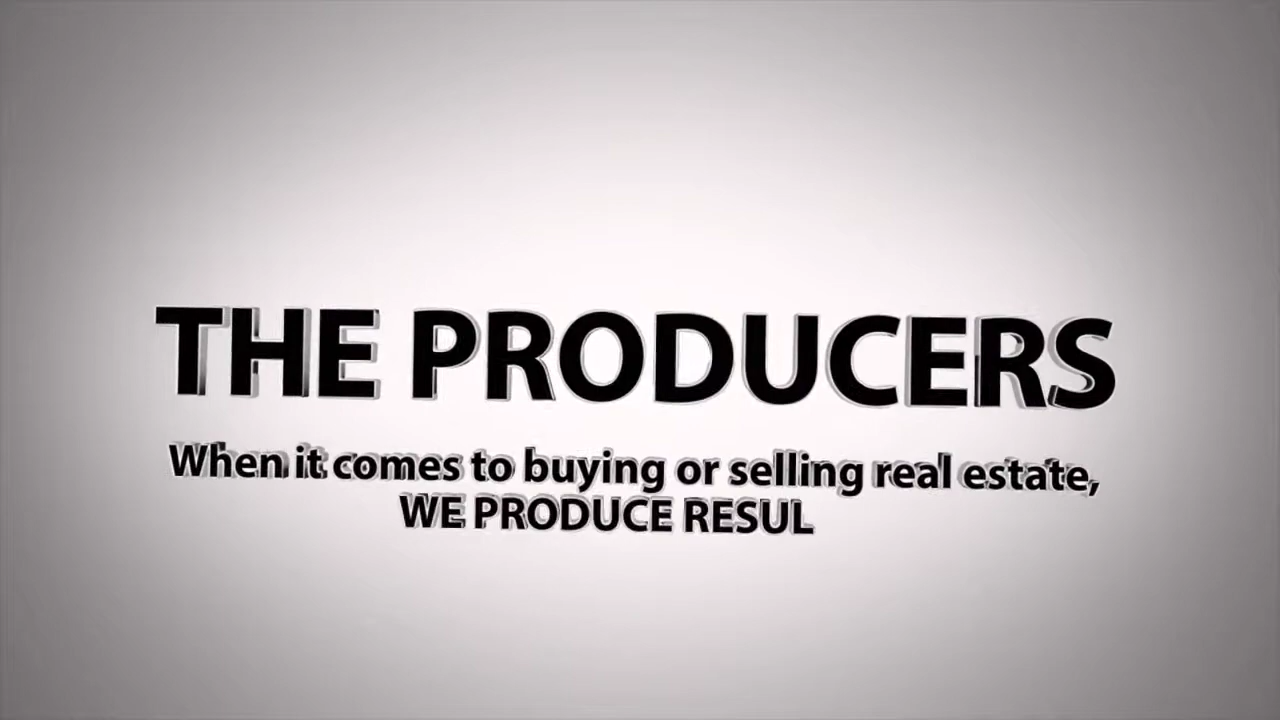 THE PRODUCERS
When it comes to buying or selling real estate,
WE PRODUCE RESUL